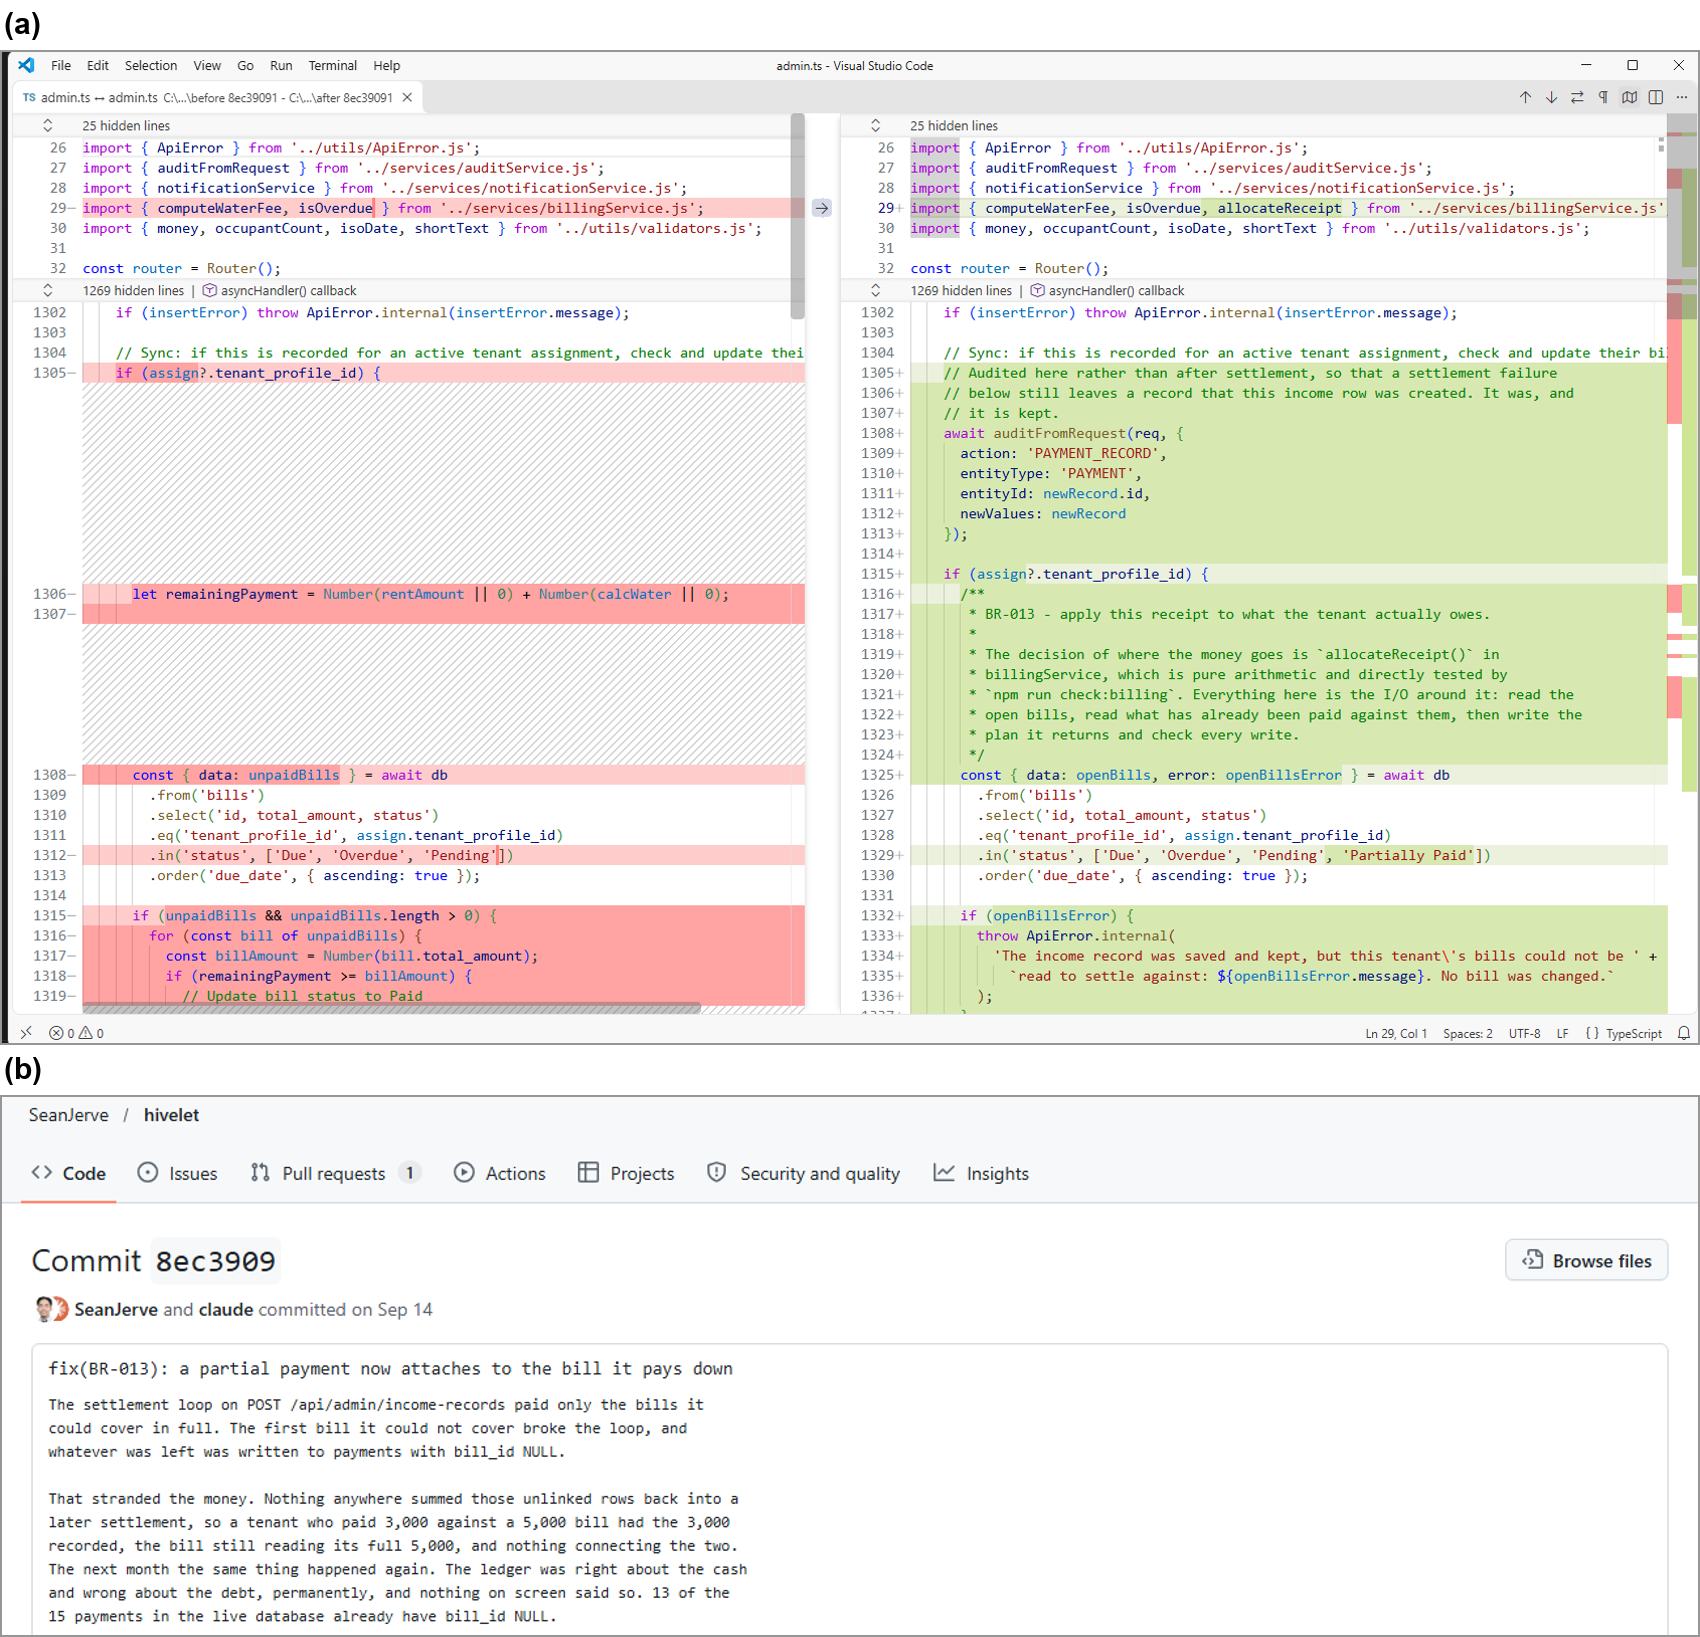 (a)
File Edit Selection View Go Run Terminal Help
admin.ts - Visual Studio Code
TS admin.ts ↔ admin.ts C:\...\before 8ec39091 - C:\...\after 8ec39091
25 hidden lines
26 import { ApiError } from '../utils/ApiError.js';
27 import { auditFromRequest } from '../services/auditService.js';
28 import { notificationService } from '../services/notificationService.js';
29− import { computeWaterFee, isOverdue } from '../services/billingService.js';
30 import { money, occupantCount, isoDate, shortText } from '../utils/validators.js';
31
32 const router = Router();
1269 hidden lines | asyncHandler() callback
1302 if (insertError) throw ApiError.internal(insertError.message);
1303
1304 // Sync: if this is recorded for an active tenant assignment, check and update thei
1305− if (assign?.tenant_profile_id) {
1306− let remainingPayment = Number(rentAmount || 0) + Number(calcWater || 0);
1307−
1308− const { data: unpaidBills } = await db
1309 .from('bills')
1310 .select('id, total_amount, status')
1311 .eq('tenant_profile_id', assign.tenant_profile_id)
1312− .in('status', ['Due', 'Overdue', 'Pending'])
1313 .order('due_date', { ascending: true });
1314
1315− if (unpaidBills && unpaidBills.length > 0) {
1316− for (const bill of unpaidBills) {
1317− const billAmount = Number(bill.total_amount);
1318− if (remainingPayment >= billAmount) {
1319− // Update bill status to Paid
25 hidden lines
26 import { ApiError } from '../utils/ApiError.js';
27 import { auditFromRequest } from '../services/auditService.js';
28 import { notificationService } from '../services/notificationService.js';
29+ import { computeWaterFee, isOverdue, allocateReceipt } from '../services/billingService.js'
30 import { money, occupantCount, isoDate, shortText } from '../utils/validators.js';
31
32 const router = Router();
1269 hidden lines | asyncHandler() callback
1302 if (insertError) throw ApiError.internal(insertError.message);
1303
1304 // Sync: if this is recorded for an active tenant assignment, check and update their bi
1305+ // Audited here rather than after settlement, so that a settlement failure
1306+ // below still leaves a record that this income row was created. It was, and
1307+ // it is kept.
1308+ await auditFromRequest(req, {
1309+ action: 'PAYMENT_RECORD',
1310+ entityType: 'PAYMENT',
1311+ entityId: newRecord.id,
1312+ newValues: newRecord
1313+ });
1314+
1315+ if (assign?.tenant_profile_id) {
1316+ /**
1317+ * BR-013 - apply this receipt to what the tenant actually owes.
1318+ *
1319+ * The decision of where the money goes is `allocateReceipt()` in
1320+ * billingService, which is pure arithmetic and directly tested by
1321+ * `npm run check:billing`. Everything here is the I/O around it: read the
1322+ * open bills, read what has already been paid against them, then write the
1323+ * plan it returns and check every write.
1324+ */
1325+ const { data: openBills, error: openBillsError } = await db
1326 .from('bills')
1327 .select('id, total_amount, status')
1328 .eq('tenant_profile_id', assign.tenant_profile_id)
1329+ .in('status', ['Due', 'Overdue', 'Pending', 'Partially Paid'])
1330 .order('due_date', { ascending: true });
1331
1332+ if (openBillsError) {
1333+ throw ApiError.internal(
1334+ 'The income record was saved and kept, but this tenant\'s bills could not be ' +
1335+ `read to settle against: ${openBillsError.message}. No bill was changed.`
1336+ );
0 0
Ln 29, Col 1 Spaces: 2 UTF-8 LF { } TypeScript
(b)
SeanJerve / hivelet
Code Issues Pull requests 1 Actions Projects Security and quality Insights
Commit 8ec3909
Browse files
SeanJerve and claude committed on Sep 14
fix(BR-013): a partial payment now attaches to the bill it pays down
The settlement loop on POST /api/admin/income-records paid only the bills it
could cover in full. The first bill it could not cover broke the loop, and
whatever was left was written to payments with bill_id NULL.
That stranded the money. Nothing anywhere summed those unlinked rows back into a
later settlement, so a tenant who paid 3,000 against a 5,000 bill had the 3,000
recorded, the bill still reading its full 5,000, and nothing connecting the two.
The next month the same thing happened again. The ledger was right about the cash
and wrong about the debt, permanently, and nothing on screen said so. 13 of the
15 payments in the live database already have bill_id NULL.